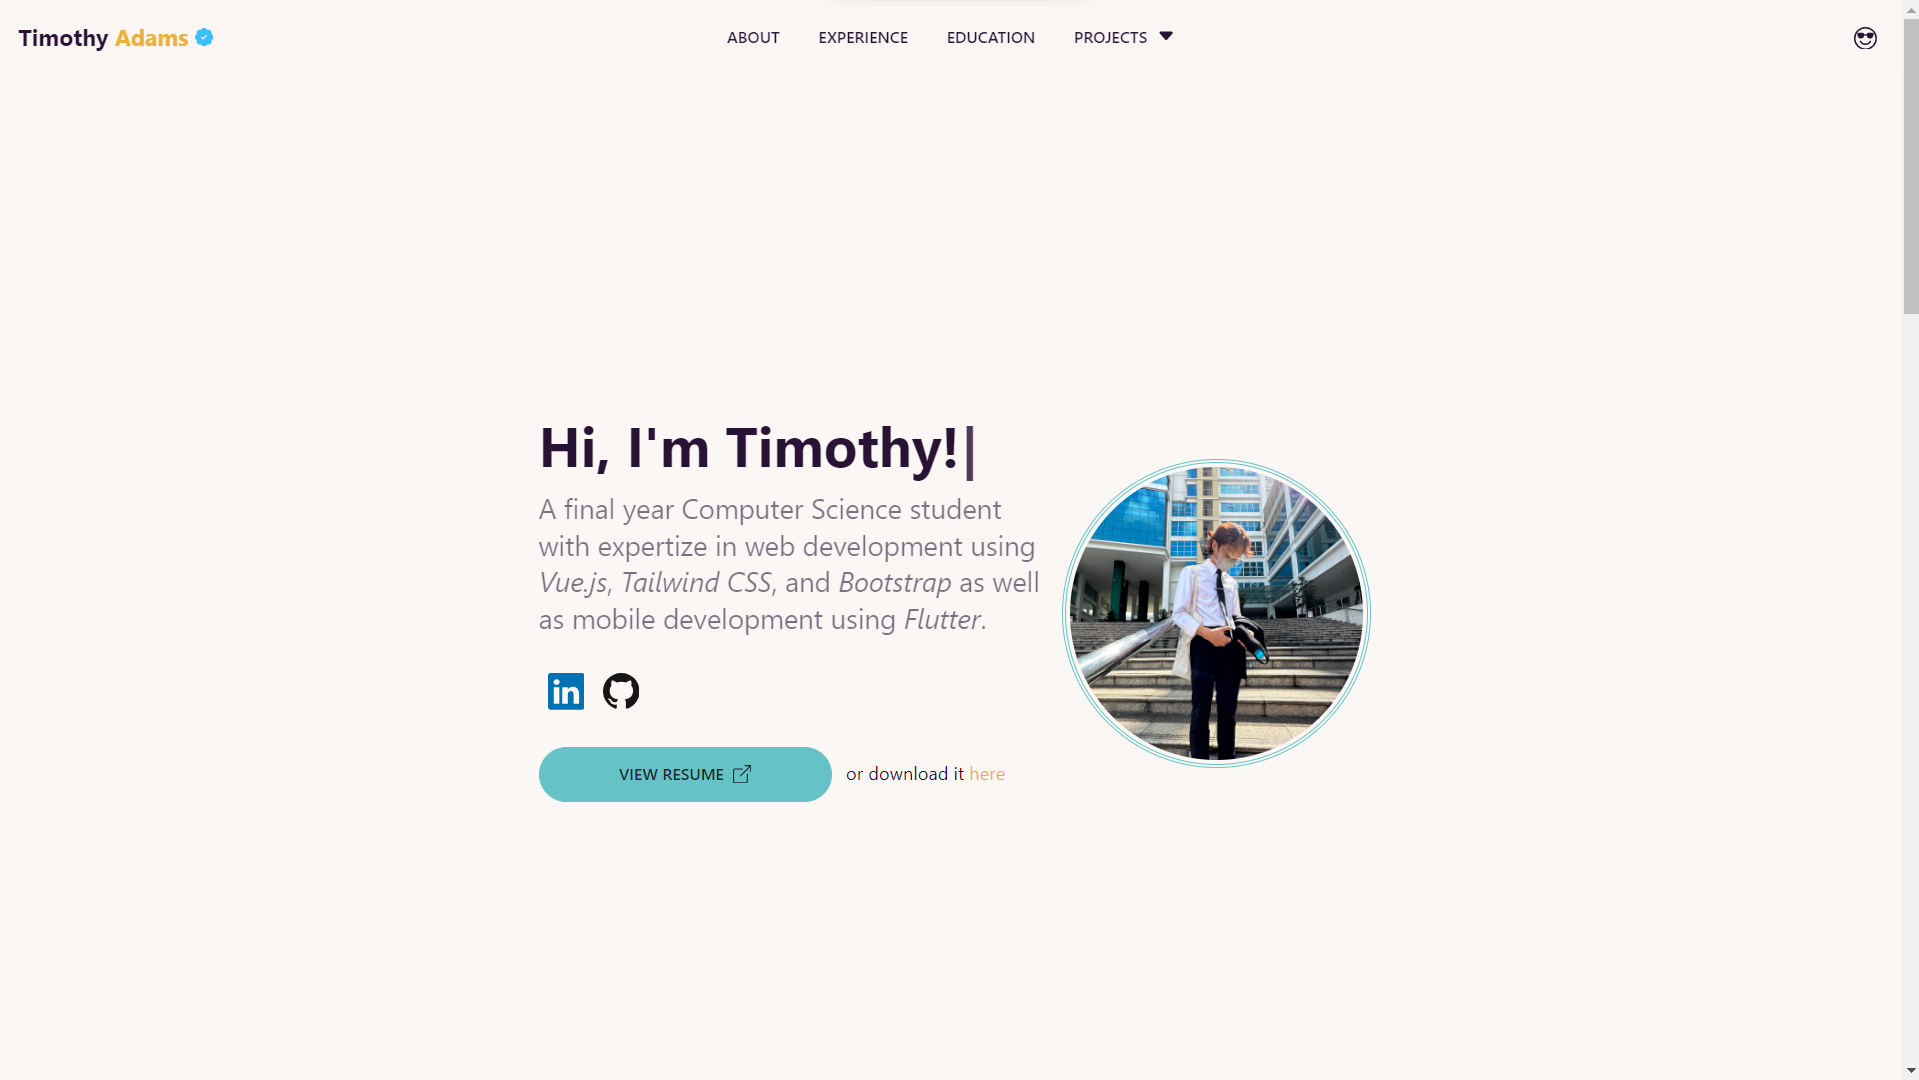 Timothy Adams
ABOUT EXPERIENCE EDUCATION PROJECTS
Hi, I'm Timothy!|
A final year Computer Science student
with expertize in web development using
Vue.js, Tailwind CSS, and Bootstrap as well
as mobile development using Flutter.
in
VIEW RESUME or download it here